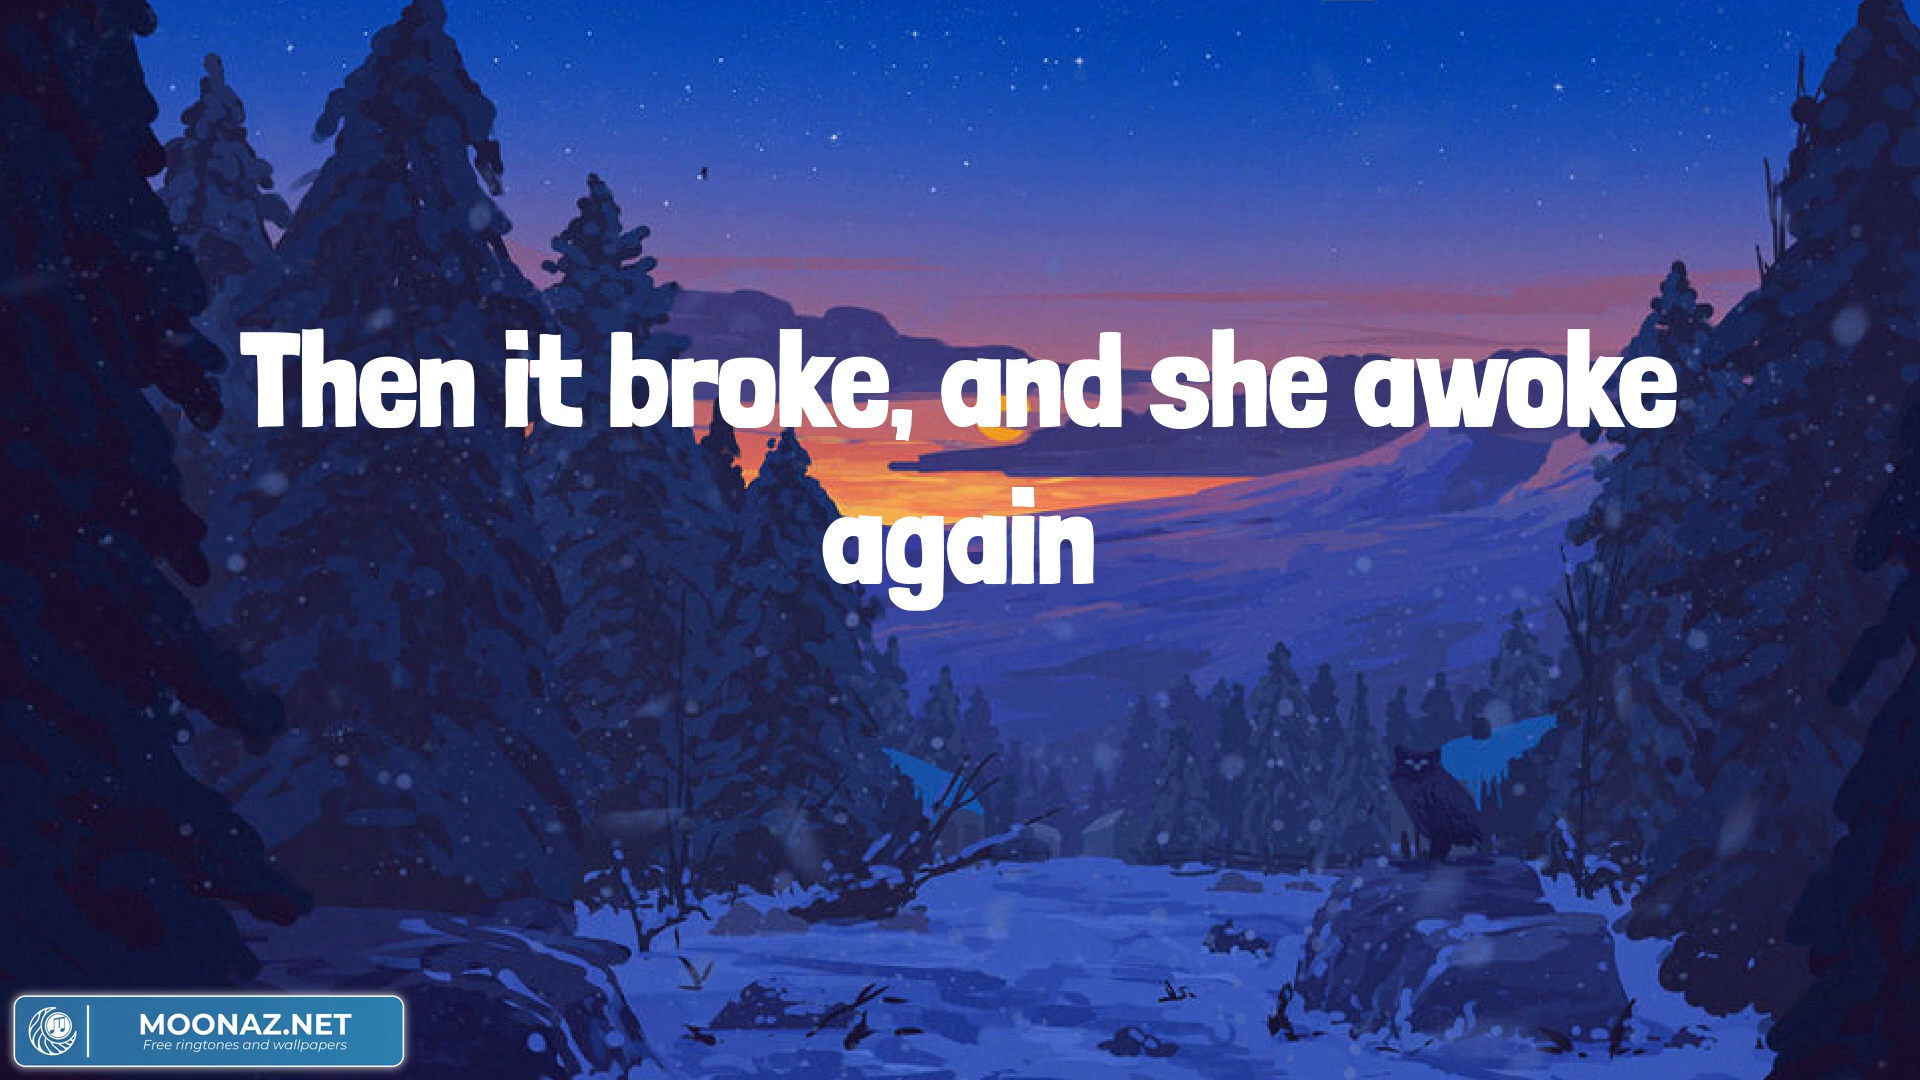 Then it broke, and she awoke
again
MOONAZ.NET
Free ringtones and wallpapers